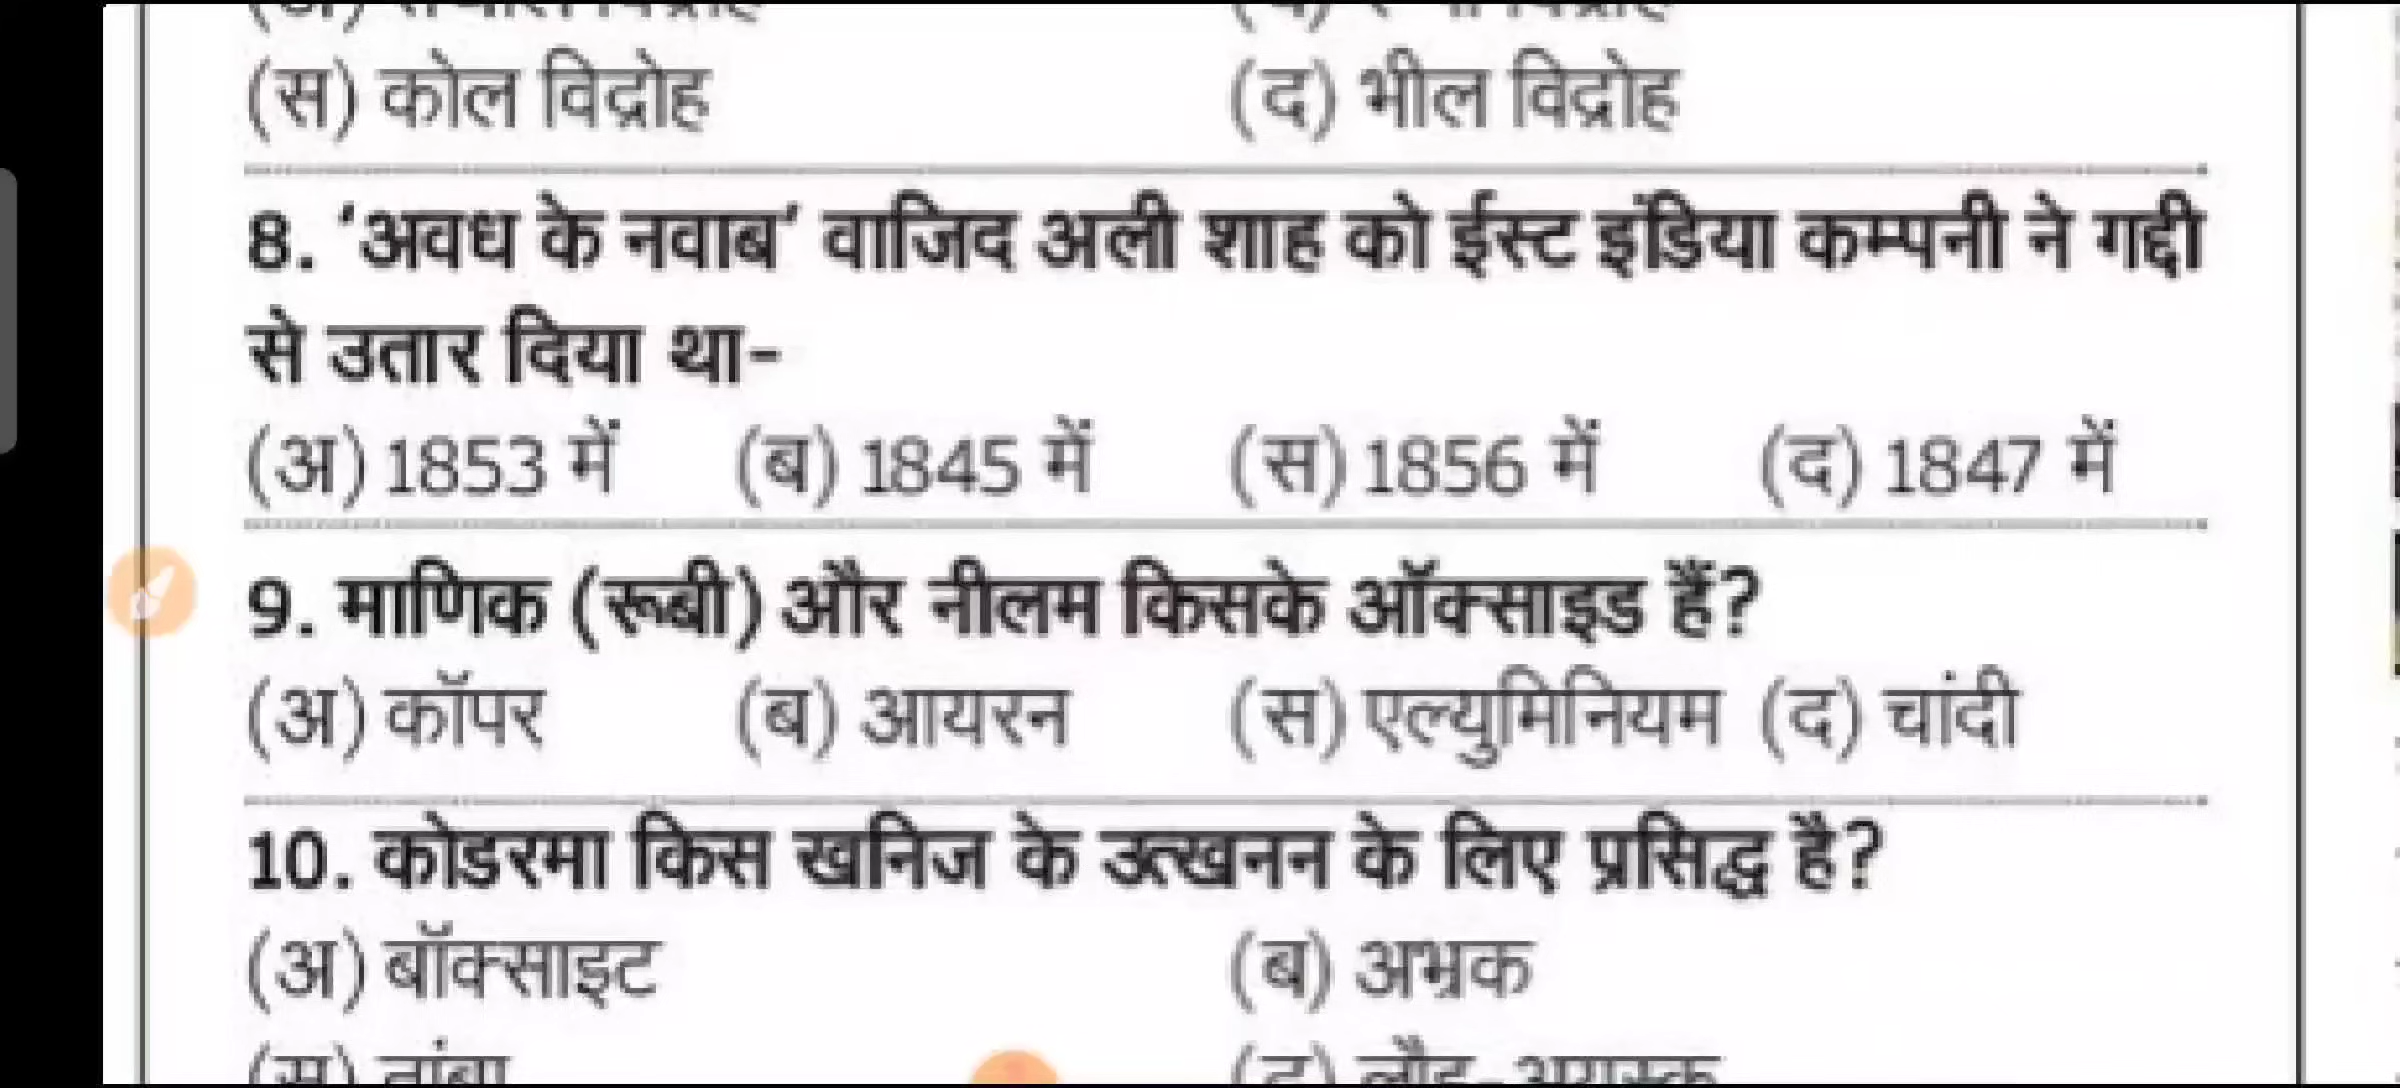 (स) कोल विद्रोह (द) भील विद्रोह
8. ‘अवध के नवाब’ वाजिद अली शाह को ईस्ट इंडिया कम्पनी ने गद्दी
से उतार दिया था-
(अ) 1853 में (ब) 1845 में (स) 1856 में (द) 1847 में
9. माणिक (रूबी) और नीलम किसके ऑक्साइड हैं?
(अ) कॉपर (ब) आयरन (स) एल्युमिनियम (द) चांदी
10. कोडरमा किस खनिज के उत्खनन के लिए प्रसिद्ध है?
(अ) बॉक्साइट (ब) अभ्रक
(स) तांबा (द) लौह-अयस्क